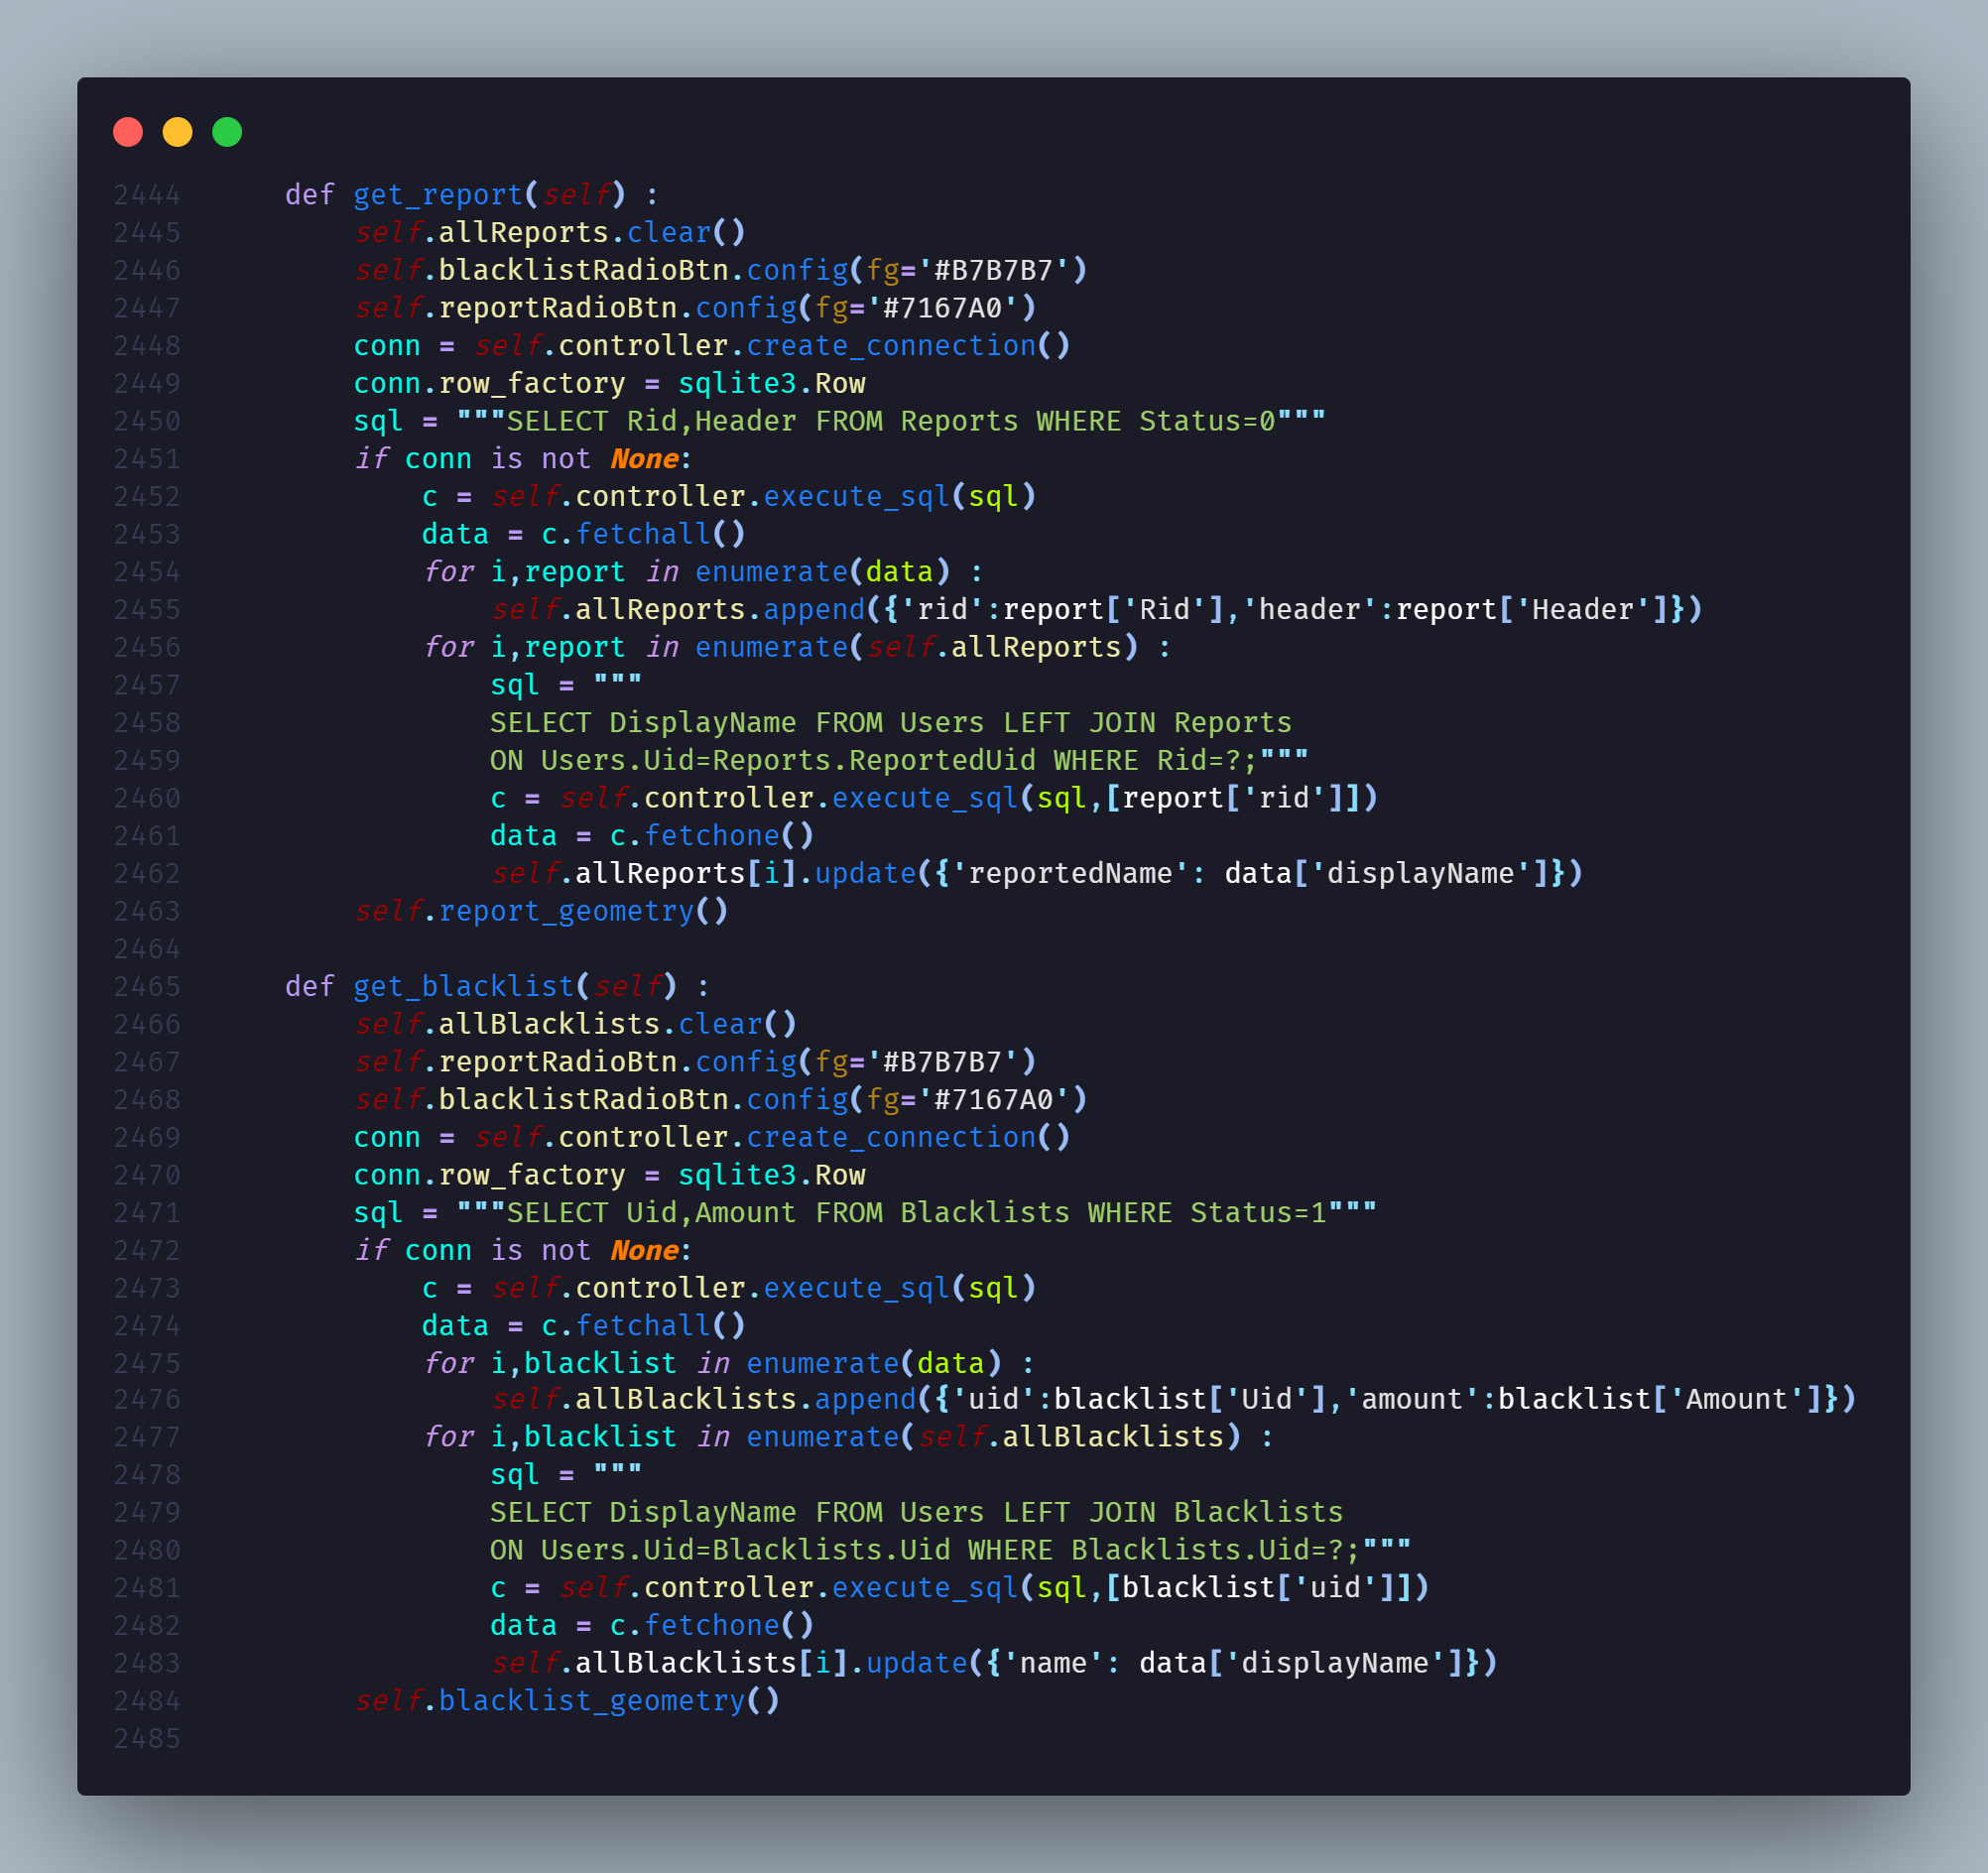 2444 def get_report(self) :
2445 self.allReports.clear()
2446 self.blacklistRadioBtn.config(fg='#B7B7B7')
2447 self.reportRadioBtn.config(fg='#7167A0')
2448 conn = self.controller.create_connection()
2449 conn.row_factory = sqlite3.Row
2450 sql = """SELECT Rid,Header FROM Reports WHERE Status=0"""
2451 if conn is not None:
2452 c = self.controller.execute_sql(sql)
2453 data = c.fetchall()
2454 for i,report in enumerate(data) :
2455 self.allReports.append({'rid':report['Rid'],'header':report['Header']})
2456 for i,report in enumerate(self.allReports) :
2457 sql = """
2458 SELECT DisplayName FROM Users LEFT JOIN Reports
2459 ON Users.Uid=Reports.ReportedUid WHERE Rid=?;"""
2460 c = self.controller.execute_sql(sql,[report['rid']])
2461 data = c.fetchone()
2462 self.allReports[i].update({'reportedName': data['displayName']})
2463 self.report_geometry()
2464
2465 def get_blacklist(self) :
2466 self.allBlacklists.clear()
2467 self.reportRadioBtn.config(fg='#B7B7B7')
2468 self.blacklistRadioBtn.config(fg='#7167A0')
2469 conn = self.controller.create_connection()
2470 conn.row_factory = sqlite3.Row
2471 sql = """SELECT Uid,Amount FROM Blacklists WHERE Status=1"""
2472 if conn is not None:
2473 c = self.controller.execute_sql(sql)
2474 data = c.fetchall()
2475 for i,blacklist in enumerate(data) :
2476 self.allBlacklists.append({'uid':blacklist['Uid'],'amount':blacklist['Amount']})
2477 for i,blacklist in enumerate(self.allBlacklists) :
2478 sql = """
2479 SELECT DisplayName FROM Users LEFT JOIN Blacklists
2480 ON Users.Uid=Blacklists.Uid WHERE Blacklists.Uid=?;"""
2481 c = self.controller.execute_sql(sql,[blacklist['uid']])
2482 data = c.fetchone()
2483 self.allBlacklists[i].update({'name': data['displayName']})
2484 self.blacklist_geometry()
2485